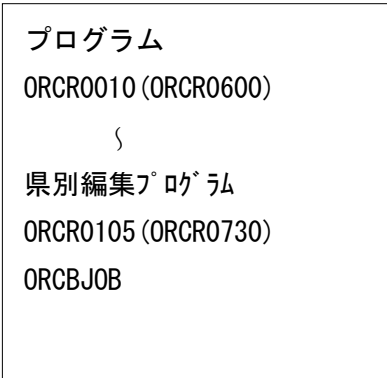 プログラム
ORCR0010(ORCR0600)
〜
県別編集ﾌﾟﾛｸﾞﾗﾑ
ORCR0105(ORCR0730)
ORCBJOB